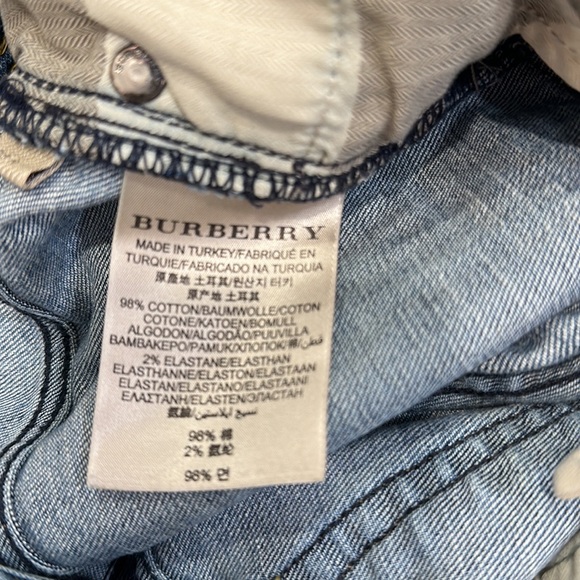 BURBERRY
MADE IN TURKEY/FABRIQUÉ EN
TURQUIE/FABRICADO NA TURQUIA
原產地 土耳其/원산지 터키
原产地 土耳其
98% COTTON/BAUMWOLLE/COTON
COTONE/KATOEN/BOMULL
ALGODON/ALGODÃO/PUUVILLA
ΒΑΜΒΑΚΕΡΟ/PAMUK/ХЛОПОК/棉/قطن
2% ELASTANE/ELASTHAN
ELASTHANNE/ELASTON/ELASTAN
ELASTAN/ELASTANO/ELASTAANI
ΕΛΑΣΤΑΝΗ/ELASTEN/ЭЛАСТАН
氨綸/نسيج ايلاستين
98% 棉
2% 氨纶
98% 면